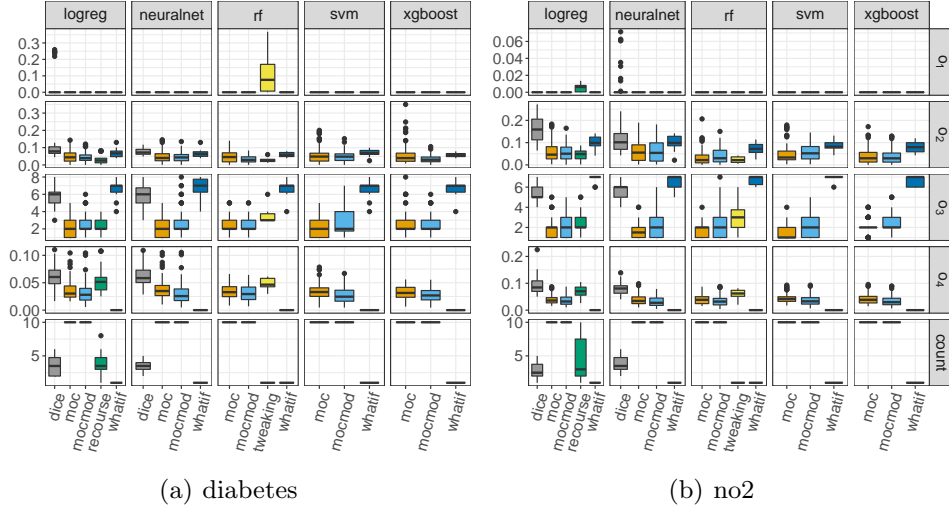 logreg neuralnet rf svm xgboost
0.3
0.2
0.1
0.0
0.3
0.2
0.1
0.0
8
6
4
2
0.10
0.05
0.00
10
5
dice
moc
mocmod
recourse
whatif
dice
moc
mocmod
whatif
moc
mocmod
tweaking
whatif
moc
mocmod
whatif
moc
mocmod
whatif
(a) diabetes
logreg neuralnet rf svm xgboost
0.06
0.04
0.02
0.00
0.2
0.1
0.0
6
4
2
0.2
0.1
0.0
10
5
o1
o2
o3
o4
count
dice
moc
mocmod
recourse
whatif
dice
moc
mocmod
whatif
moc
mocmod
tweaking
whatif
moc
mocmod
whatif
moc
mocmod
whatif
(b) no2